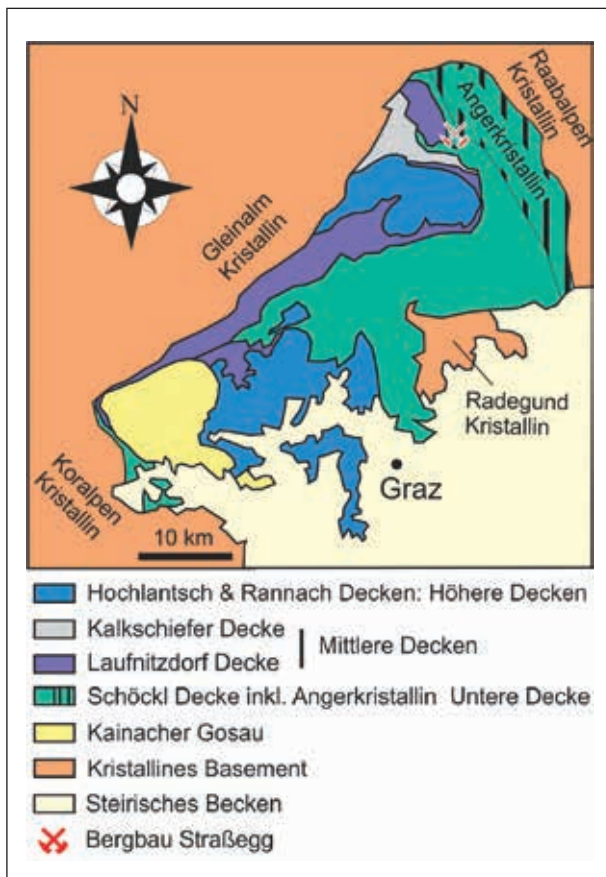 N
Raabalpen
Kristallin
Angerkristallin
Gleinalm
Kristallin
Radegund
Kristallin
Koralpen
Kristallin
Graz
10 km
Hochlantsch & Rannach Decken: Höhere Decken
Kalkschiefer Decke
Mittlere Decken
Laufnitzdorf Decke
Schöckl Decke inkl. Angerkristallin Untere Decke
Kainacher Gosau
Kristallines Basement
Steirisches Becken
Bergbau Straßegg